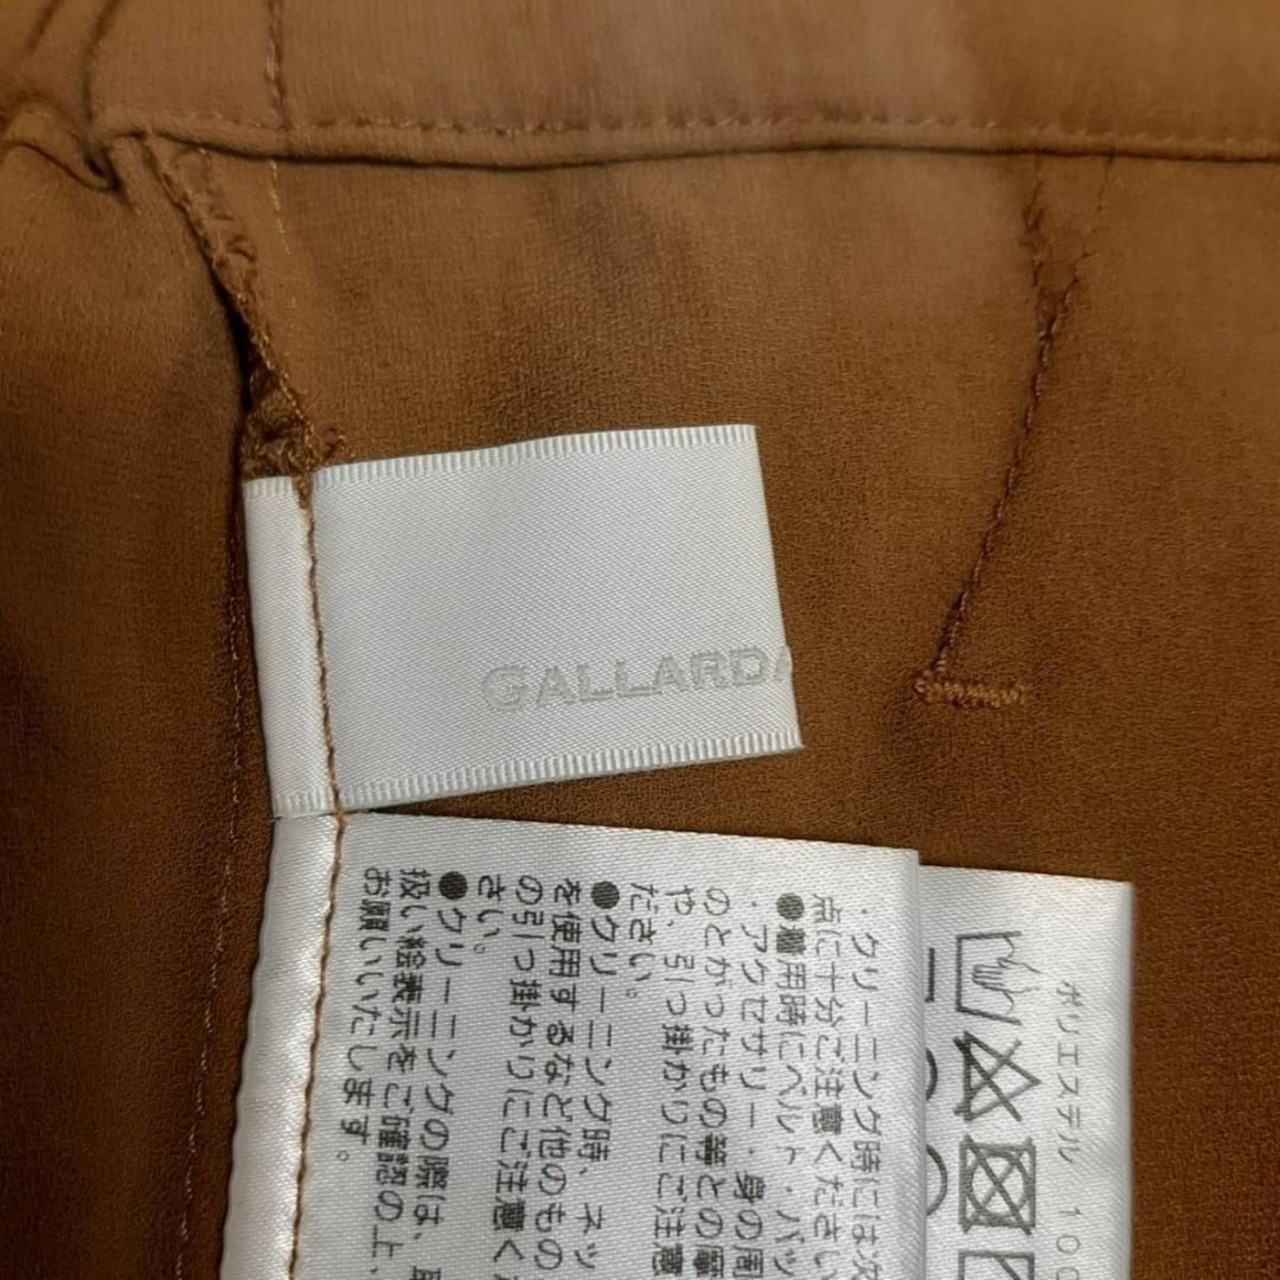 GALLARDA
・クリーニング時には次
点に十分ご注意ください
●着用時にベルト・バッ
・アクセサリー・身の周
のとがったもの等との摩
や、引っ掛かりにご注意
ださい。
●クリーニング時、ネッ
を使用するなど他のもの
の引っ掛かりにご注意く
さい。
●クリーニングの際は、
扱い絵表示をご確認の上、
お願いいたします。
ポリエステル 100